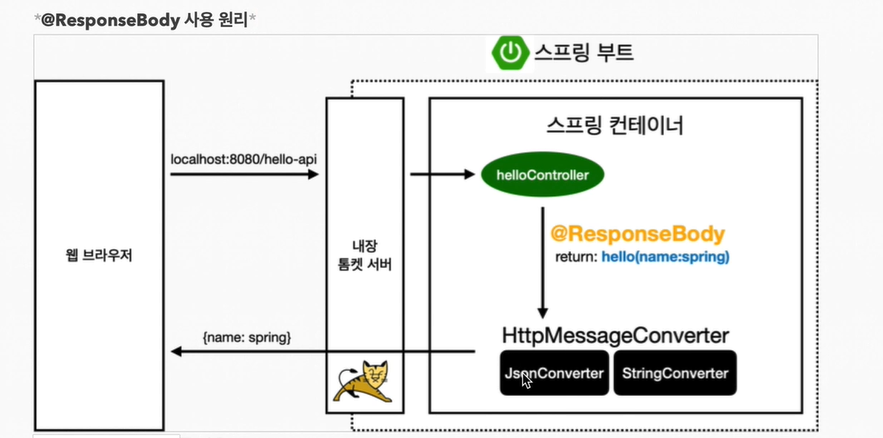 *@ResponseBody 사용 원리*
스프링 부트
스프링 컨테이너
localhost:8080/hello-api
helloController
@ResponseBody
return: hello(name:spring)
웹 브라우저
내장
톰켓 서버
{name: spring}
HttpMessageConverter
JsonConverter
StringConverter